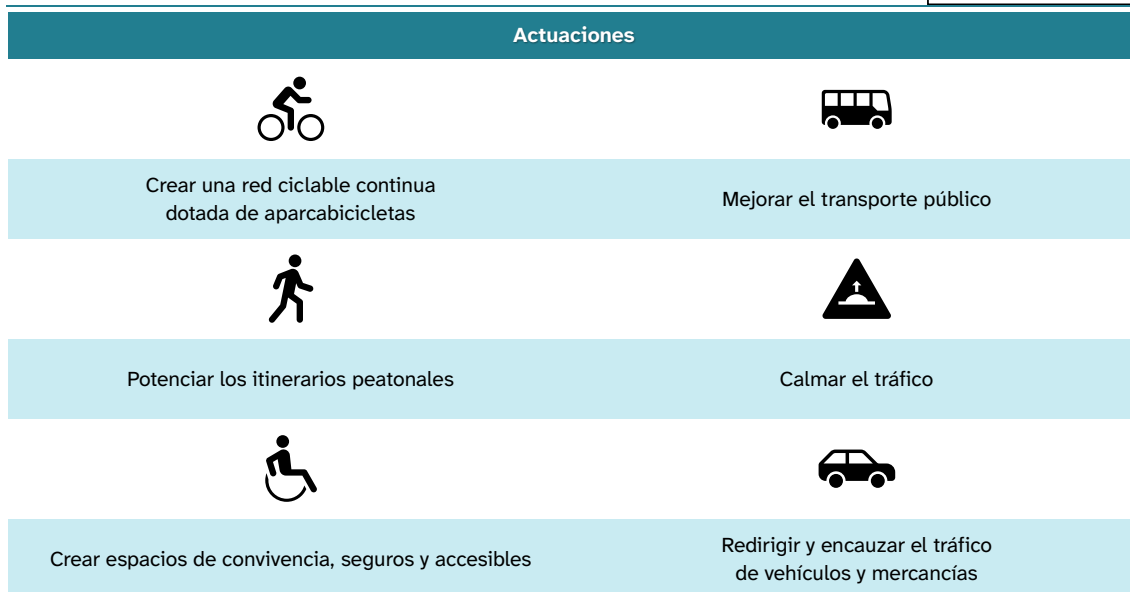 Actuaciones
Crear una red ciclable continua
dotada de aparcabicicletas
Mejorar el transporte público
Potenciar los itinerarios peatonales
Calmar el tráfico
Crear espacios de convivencia, seguros y accesibles
Redirigir y encauzar el tráfico
de vehículos y mercancías